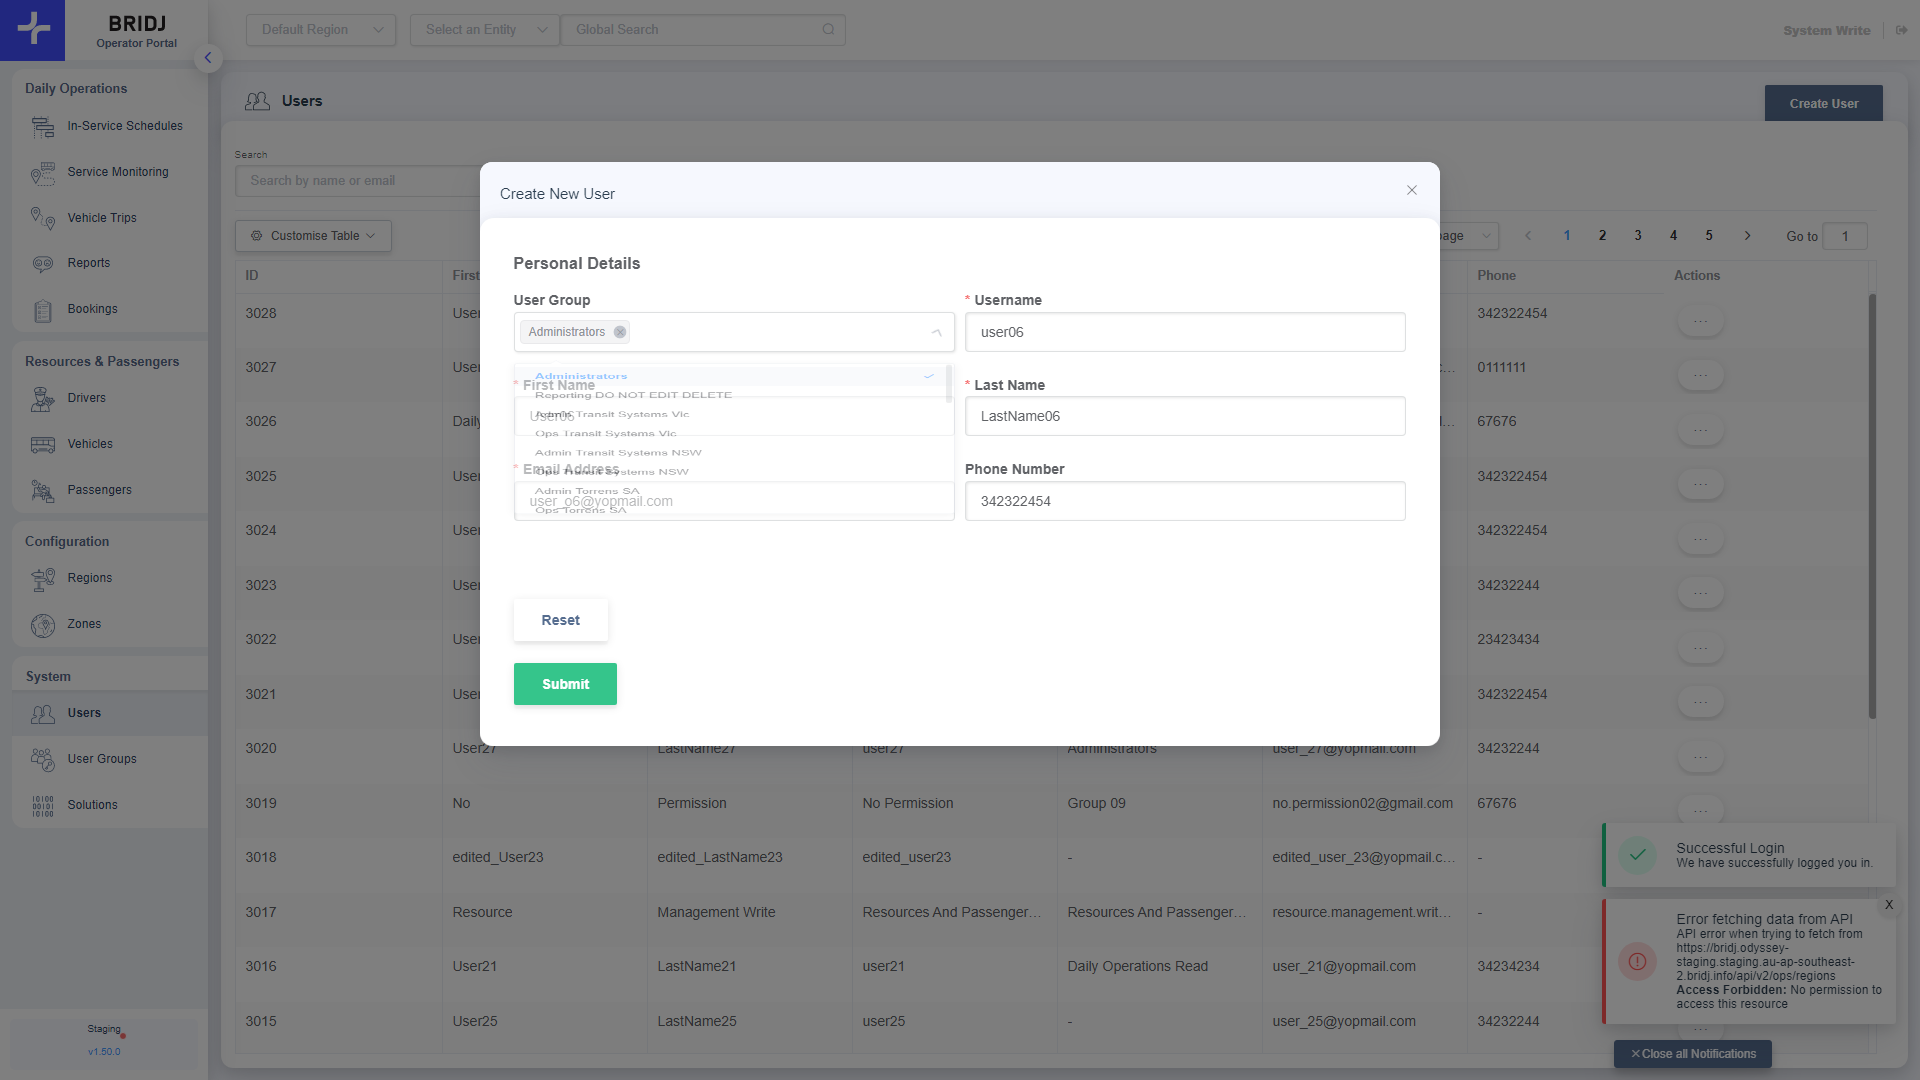 BRIDJ
Operator Portal
Default Region
Select an Entity
Global Search
System Write
Daily Operations
In-Service Schedules
Service Monitoring
Vehicle Trips
Reports
Bookings
Resources & Passengers
Drivers
Vehicles
Passengers
Configuration
Regions
Zones
System
Users
User Groups
Solutions
Staging
v1.50.0
Users
Create User
Search
Search by name or email
Customise Table
page
1 2 3 4 5
Go to 1
ID First Phone Actions
3028 User 342322454 ...
3027 User ... 0111111 ...
3026 Daily ... 67676 ...
3025 User 342322454 ...
3024 User 342322454 ...
3023 User 34232244 ...
3022 User 23423434 ...
3021 User 342322454 ...
3020 User27 LastName27 user27 Administrators user_27@yopmail.com 34232244 ...
3019 No Permission No Permission Group 09 no.permission02@gmail.com 67676 ...
3018 edited_User23 edited_LastName23 edited_user23 - edited_user_23@yopmail.c... -
3017 Resource Management Write Resources And Passenger... Resources And Passenger... resource.management.writ... -
3016 User21 LastName21 user21 Daily Operations Read user_21@yopmail.com 34234234
3015 User25 LastName25 user25 - user_25@yopmail.com 34232244 ...
Create New User
Personal Details
User Group
Administrators
* Username
user06
Administrators
* First Name
Reporting DO NOT EDIT DELETE
User06
Admin Transit Systems Vic
Ops Transit Systems Vic
Admin Transit Systems NSW
* Email Address
Ops Transit Systems NSW
Admin Torrens SA
user_o6@yopmail.com
Ops Torrens SA
* Last Name
LastName06
Phone Number
342322454
Reset
Submit
Successful Login
We have successfully logged you in.
X
Error fetching data from API
API error when trying to fetch from
https://bridj.odyssey-
staging.staging.au-ap-southeast-
2.bridj.info/api/v2/ops/regions
Access Forbidden: No permission to
access this resource
Close all Notifications